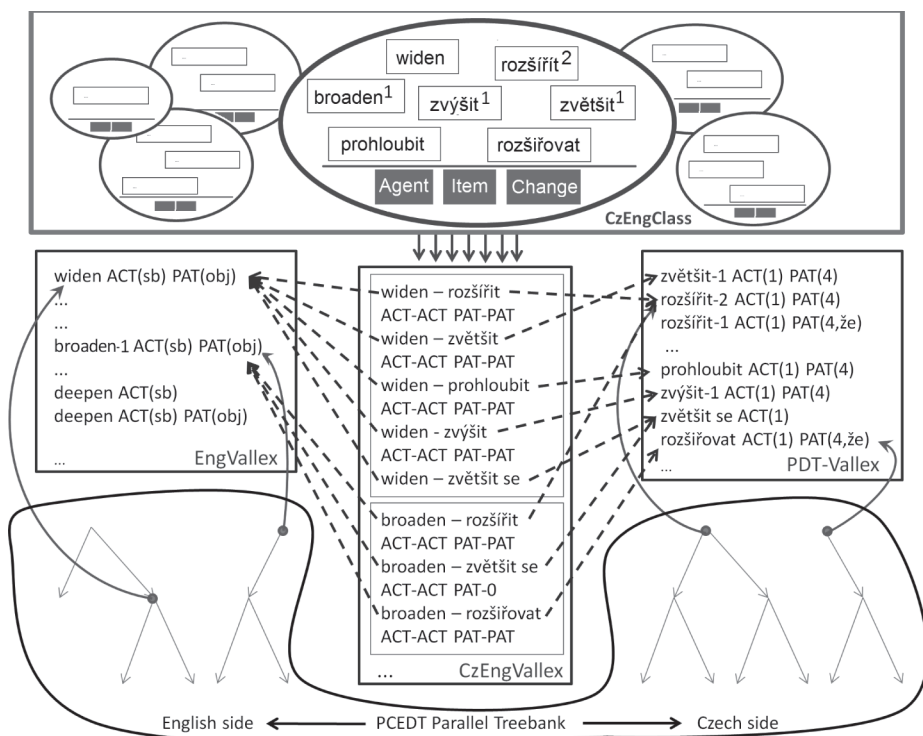 widen
rozšířít2
broaden1
zvýšit1
zvětšit1
prohloubit
rozšiřovat
Agent
Item
Change
CzEngClass
widen ACT(sb) PAT(obj)
...
...
broaden-1 ACT(sb) PAT(obj)
...
deepen ACT(sb)
deepen ACT(sb) PAT(obj)
EngVallex
...
widen – rozšířit
ACT-ACT PAT-PAT
widen – zvětšit
ACT-ACT PAT-PAT
widen – prohloubit
ACT-ACT PAT-PAT
widen - zvýšit
ACT-ACT PAT-PAT
widen – zvětšit se
broaden – rozšířit
ACT-ACT PAT-PAT
broaden – zvětšit se
ACT-ACT PAT-0
broaden – rozšiřovat
ACT-ACT PAT-PAT
... CzEngVallex
zvětšit-1 ACT(1) PAT(4)
rozšířit-2 ACT(1) PAT(4)
rozšířit-1 ACT(1) PAT(4,že)
...
prohloubit ACT(1) PAT(4)
zvýšit-1 ACT(1) PAT(4)
zvětšit se ACT(1)
rozšiřovat ACT(1) PAT(4,že)
... PDT-Vallex
English side
PCEDT Parallel Treebank
Czech side